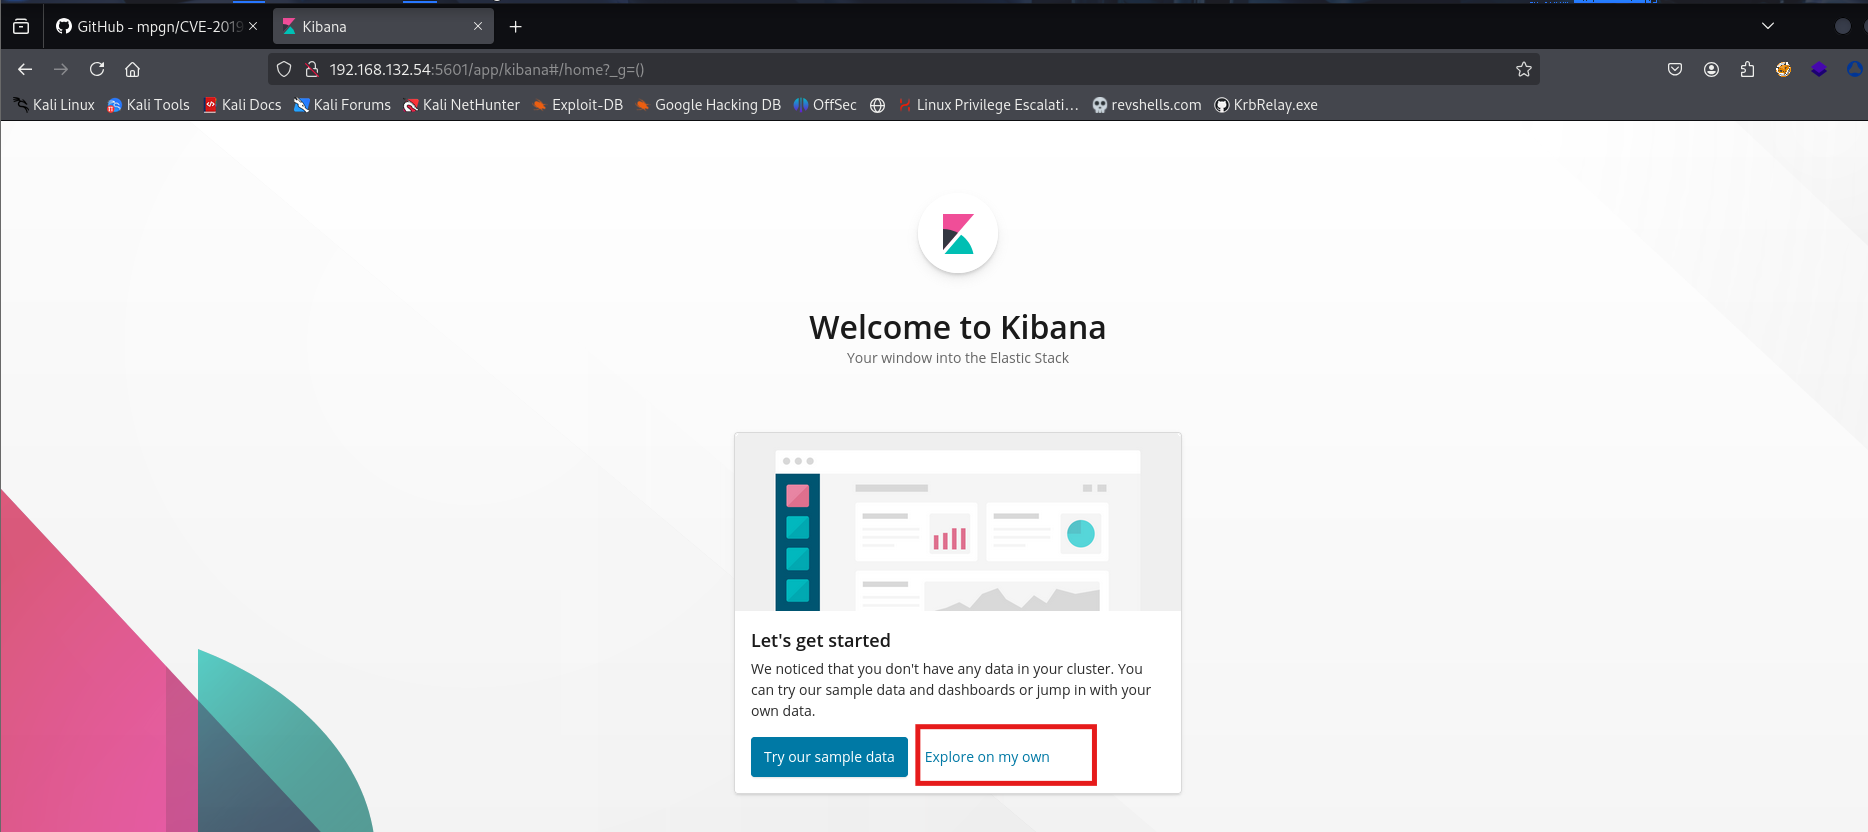 GitHub - mpgn/CVE-2019
Kibana
192.168.132.54:5601/app/kibana#/home?_g=()
Kali Linux Kali Tools Kali Docs Kali Forums Kali NetHunter Exploit-DB Google Hacking DB OffSec Linux Privilege Escalati… revshells.com KrbRelay.exe
Welcome to Kibana
Your window into the Elastic Stack
Let's get started
We noticed that you don't have any data in your cluster. You
can try our sample data and dashboards or jump in with your
own data.
Try our sample data Explore on my own